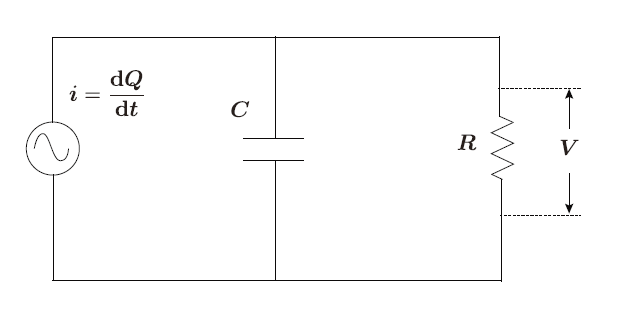 i = dQ/dt
C
R
V